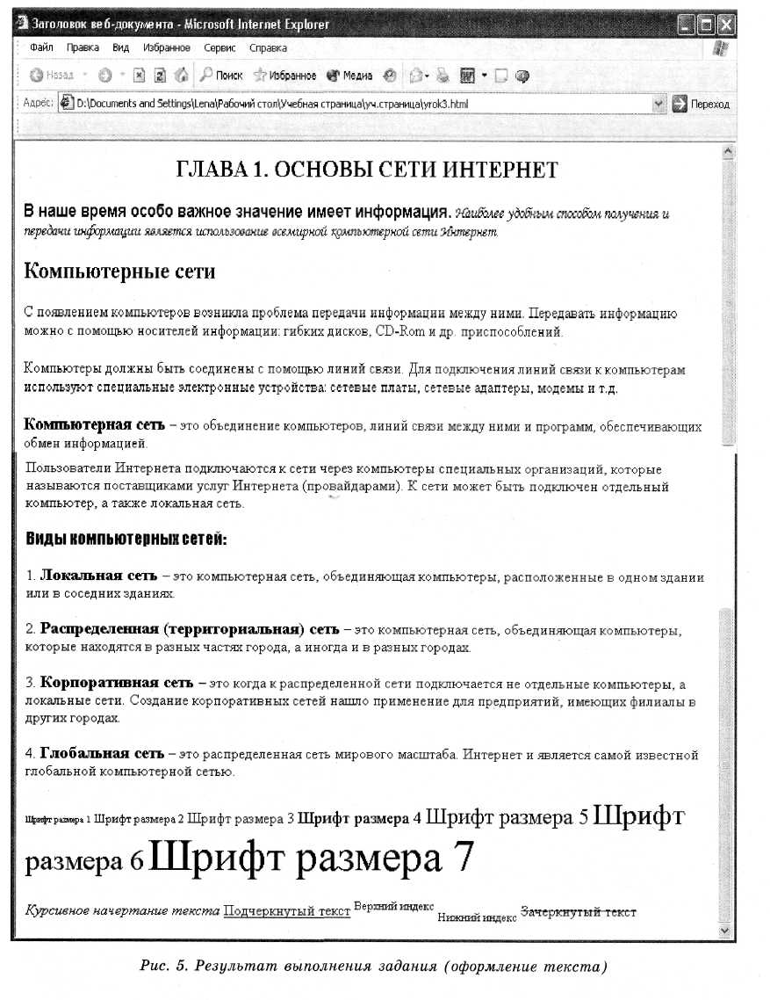 Заголовок веб-документа - Microsoft Internet Explorer
Файл Правка Вид Избранное Сервис Справка
Назад Поиск Избранное Медиа
Адрес: D:\Documents and Settings\Lena\Рабочий стол\Учебная страница\уч.страница\yrok3.html Переход
ГЛАВА 1. ОСНОВЫ СЕТИ ИНТЕРНЕТ
В наше время особо важное значение имеет информация. Наиболее удобным способом получения и
передачи информации является использование всемирной компьютерной сети Интернет.
Компьютерные сети
С появлением компьютеров возникла проблема передачи информации между ними. Передавать информацию
можно с помощью носителей информации: гибких дисков, CD-Rom и др. приспособлений.
Компьютеры должны быть соединены с помощью линий связи. Для подключения линий связи к компьютерам
используют специальные электронные устройства: сетевые платы, сетевые адаптеры, модемы и т.д.
Компьютерная сеть – это объединение компьютеров, линий связи между ними и программ, обеспечивающих
обмен информацией.
Пользователи Интернета подключаются к сети через компьютеры специальных организаций, которые
называются поставщиками услуг Интернета (провайдарами). К сети может быть подключен отдельный
компьютер, а также локальная сеть.
Виды компьютерных сетей:
1. Локальная сеть – это компьютерная сеть, объединяющая компьютеры, расположенные в одном здании
или в соседних зданиях.
2. Распределенная (территориальная) сеть – это компьютерная сеть, объединяющая компьютеры,
которые находятся в разных частях города, а иногда и в разных городах.
3. Корпоративная сеть – это когда к распределенной сети подключается не отдельные компьютеры, а
локальные сети. Создание корпоративных сетей нашло применение для предприятий, имеющих филиалы в
других городах.
4. Глобальная сеть – это распределенная сеть мирового масштаба. Интернет и является самой известной
глобальной компьютерной сетью.
Шрифт размера 1 Шрифт размера 2 Шрифт размера 3 Шрифт размера 4 Шрифт размера 5 Шрифт
размера 6 Шрифт размера 7
Курсивное начертание текста Подчеркнутый текст Верхний индекс Нижний индекс Зачеркнутый текст
Рис. 5. Результат выполнения задания (оформление текста)